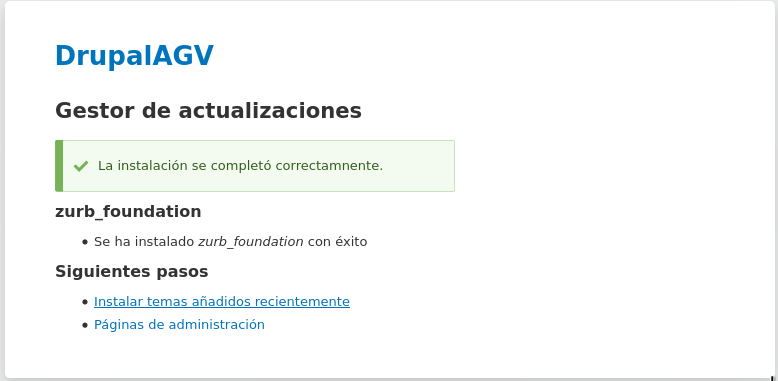 DrupalAGV
Gestor de actualizaciones
La instalación se completó correctamnente.
zurb_foundation
Se ha instalado zurb_foundation con éxito
Siguientes pasos
Instalar temas añadidos recientemente
Páginas de administración